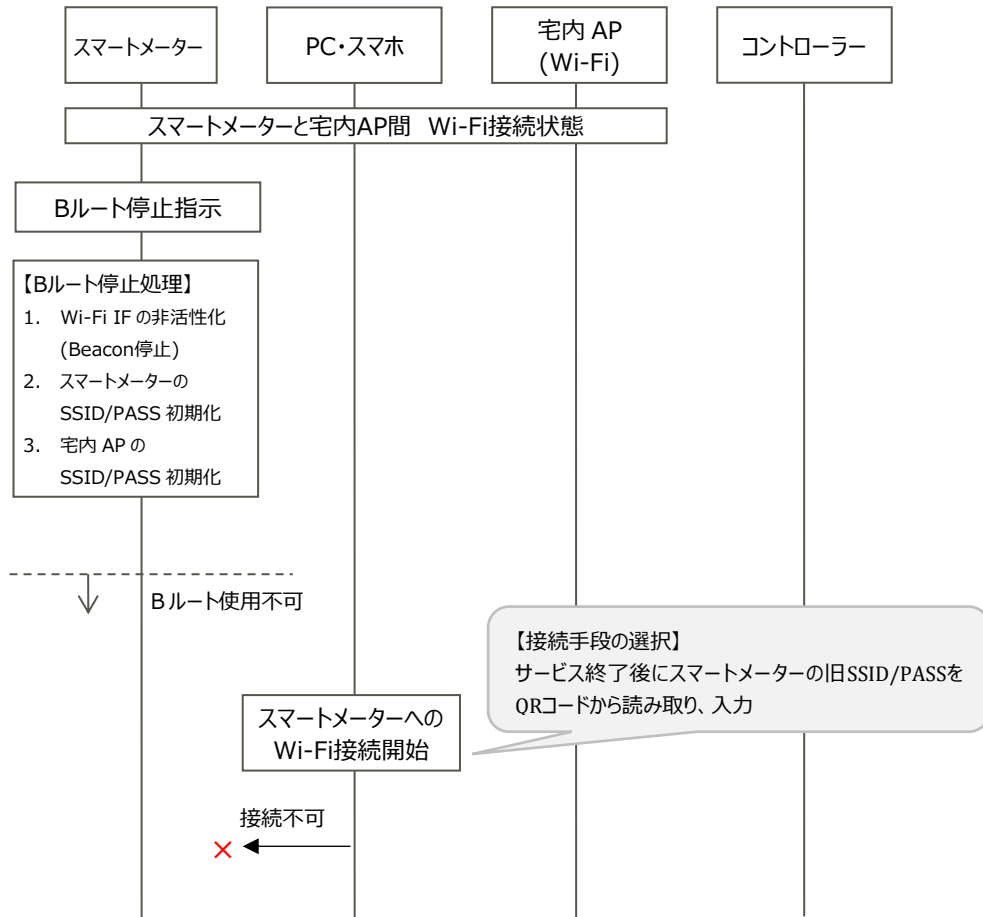 スマートメーター
PC・スマホ
宅内 AP
(Wi-Fi)
コントローラー
スマートメーターと宅内AP間 Wi-Fi接続状態
Bルート停止指示
【Bルート停止処理】
1. Wi-Fi IF の非活性化
(Beacon停止)
2. スマートメーターの
SSID/PASS 初期化
3. 宅内 AP の
SSID/PASS 初期化
Bルート使用不可
【接続手段の選択】
サービス終了後にスマートメーターの旧SSID/PASSを
QRコードから読み取り、入力
スマートメーターへの
Wi-Fi接続開始
接続不可